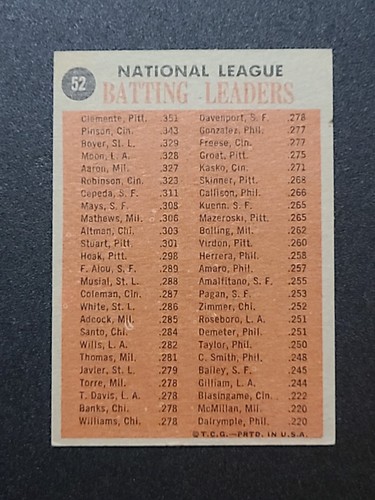 52
NATIONAL LEAGUE
BATTING LEADERS
Clemente, Pitt. .351
Pinson, Cin. .343
Boyer, St. L. .329
Moon, L. A. .328
Aaron, Mil. .327
Robinson, Cin. .323
Cepeda, S. F. .311
Mays, S. F. .308
Mathews, Mil. .306
Altman, Chi. .303
Stuart, Pitt. .301
Hoak, Pitt. .298
F. Alou, S. F. .289
Musial, St. L. .288
Coleman, Cin. .287
White, St. L. .286
Adcock, Mil. .285
Santo, Chi. .284
Wills, L. A. .282
Thomas, Mil. .281
Javier, St. L. .279
Torre, Mil. .278
T. Davis, L. A. .278
Banks, Chi. .278
Williams, Chi. .278
Davenport, S. F. .278
Gonzalez, Phil. .277
Freese, Cin. .277
Groat, Pitt. .275
Kasko, Cin. .271
Skinner, Pitt. .268
Callison, Phil. .266
Kuenn, S. F. .265
Mazeroski, Pitt. .265
Bolling, Mil. .262
Virdon, Pitt. .260
Herrera, Phil. .258
Amaro, Phil. .257
Amalfitano, S. F. .255
Pagan, S. F. .253
Zimmer, Chi. .252
Roseboro, L. A. .251
Demeter, Phil. .251
Taylor, Phil. .250
C. Smith, Phil. .248
Bailey, S. F. .245
Gilliam, L. A. .244
Blasingame, Cin. .222
McMillan, Mil. .220
Dalrymple, Phil. .220
© T.C.G.—PRTD. IN U.S.A.